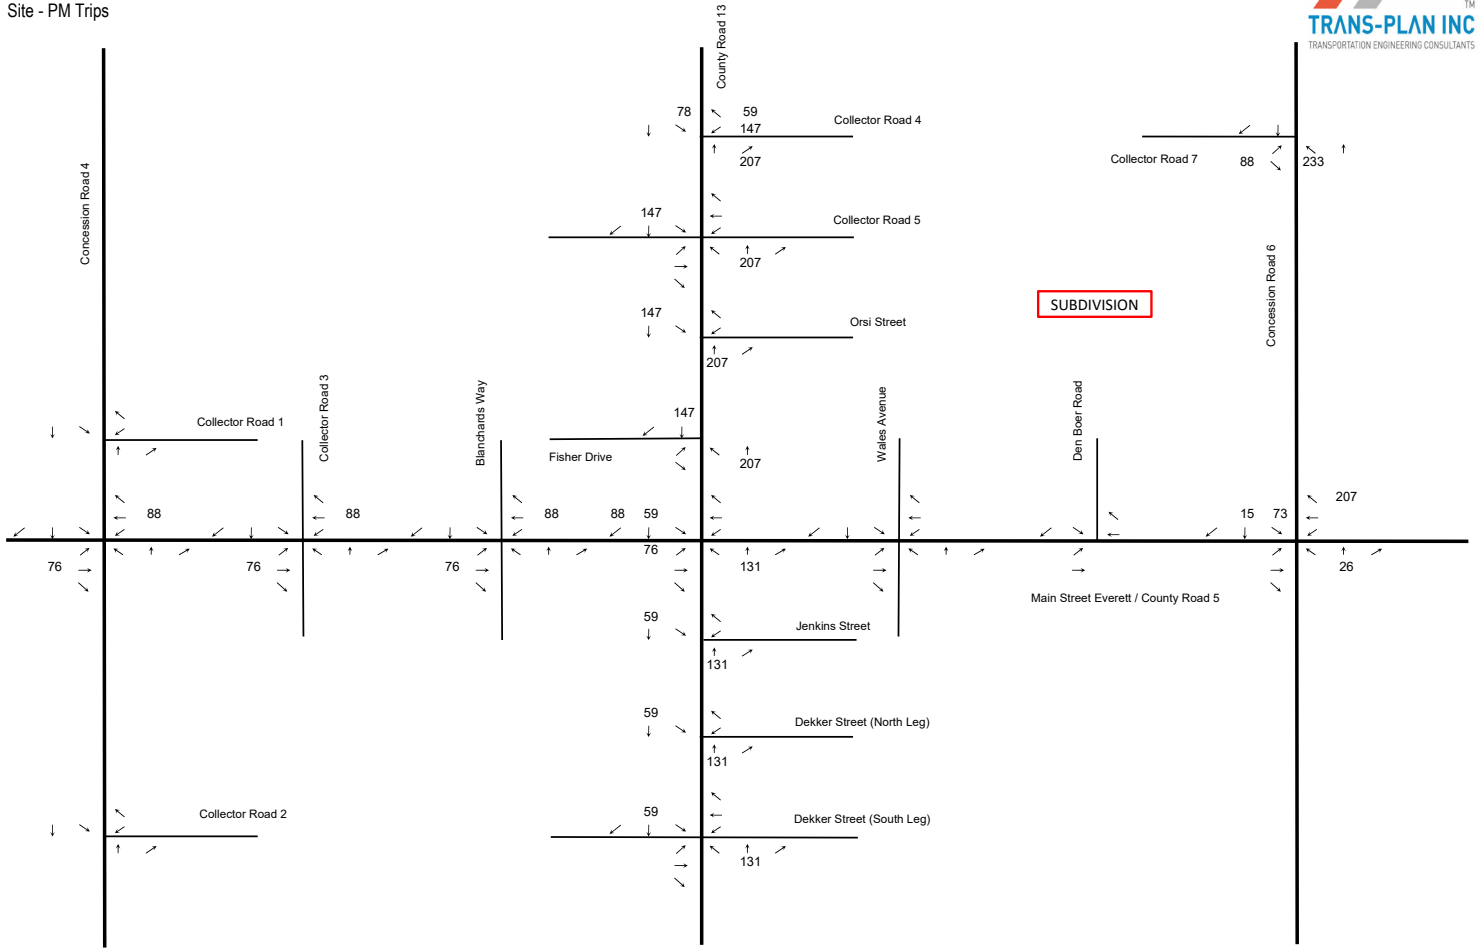 Site - PM Trips
TM
TRANS-PLAN INC
TRANSPORTATION ENGINEERING CONSULTANTS
County Road 13
78
59
Collector Road 4
147
207
Collector Road 7
88
233
Concession Road 4
147
Collector Road 5
207
Concession Road 6
SUBDIVISION
147
Orsi Street
207
Collector Road 1
Collector Road 3
Blanchards Way
147
Fisher Drive
207
Wales Avenue
Den Boer Road
88
88
88
88
59
15
73
207
76
76
76
76
131
26
Main Street Everett / County Road 5
59
Jenkins Street
131
59
Dekker Street (North Leg)
131
Collector Road 2
59
Dekker Street (South Leg)
131